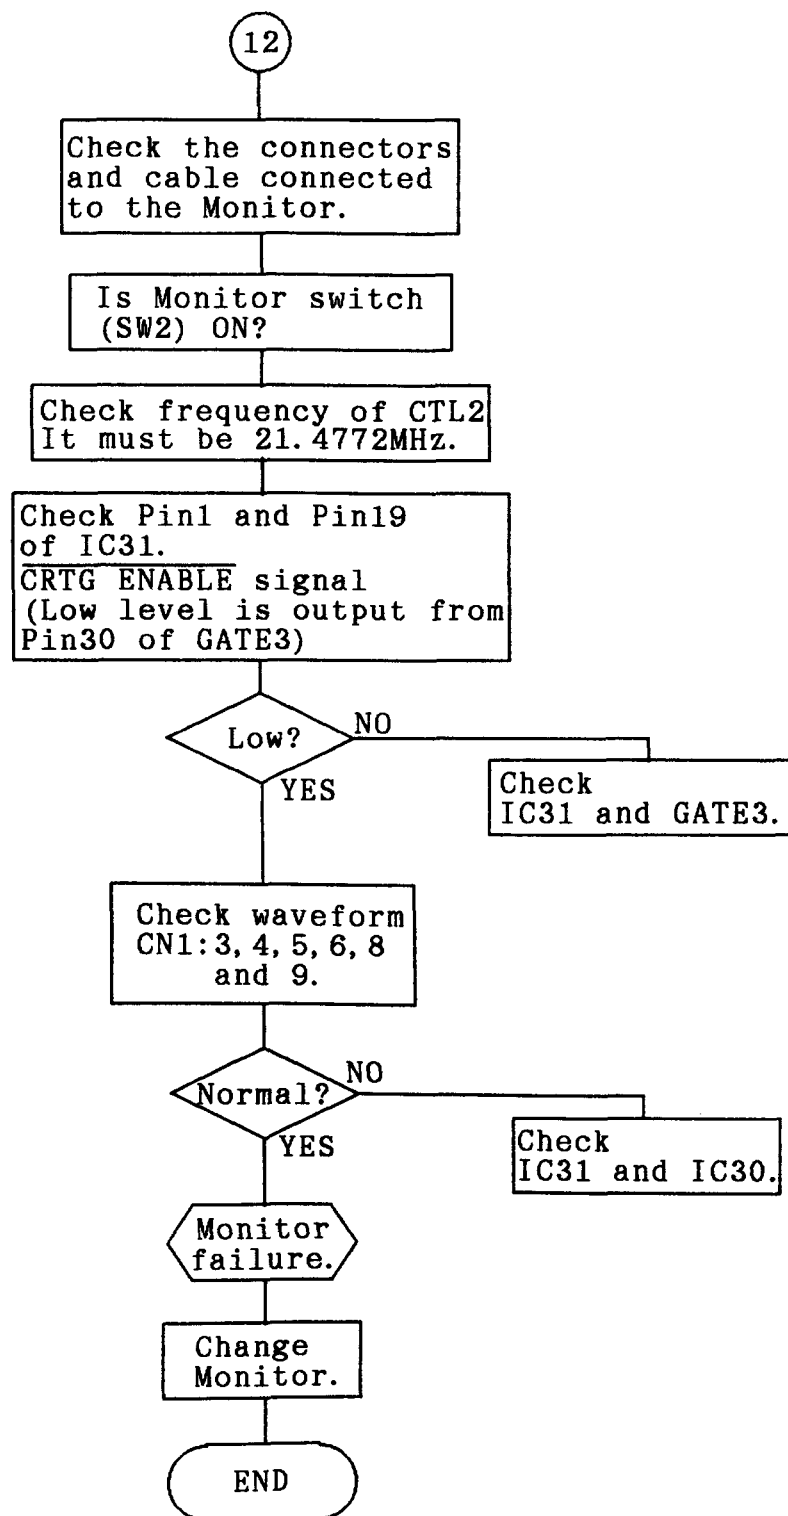 12
Check the connectors
and cable connected
to the Monitor.
Is Monitor switch
(SW2) ON?
Check frequency of CTL2
It must be 21.4772MHz.
Check Pin1 and Pin19
of IC31.
CRTG ENABLE signal
(Low level is output from
Pin30 of GATE3)
Low?
NO
YES
Check
IC31 and GATE3.
Check waveform
CN1:3,4,5,6,8
and 9.
Normal?
NO
YES
Check
IC31 and IC30.
Monitor
failure.
Change
Monitor.
END